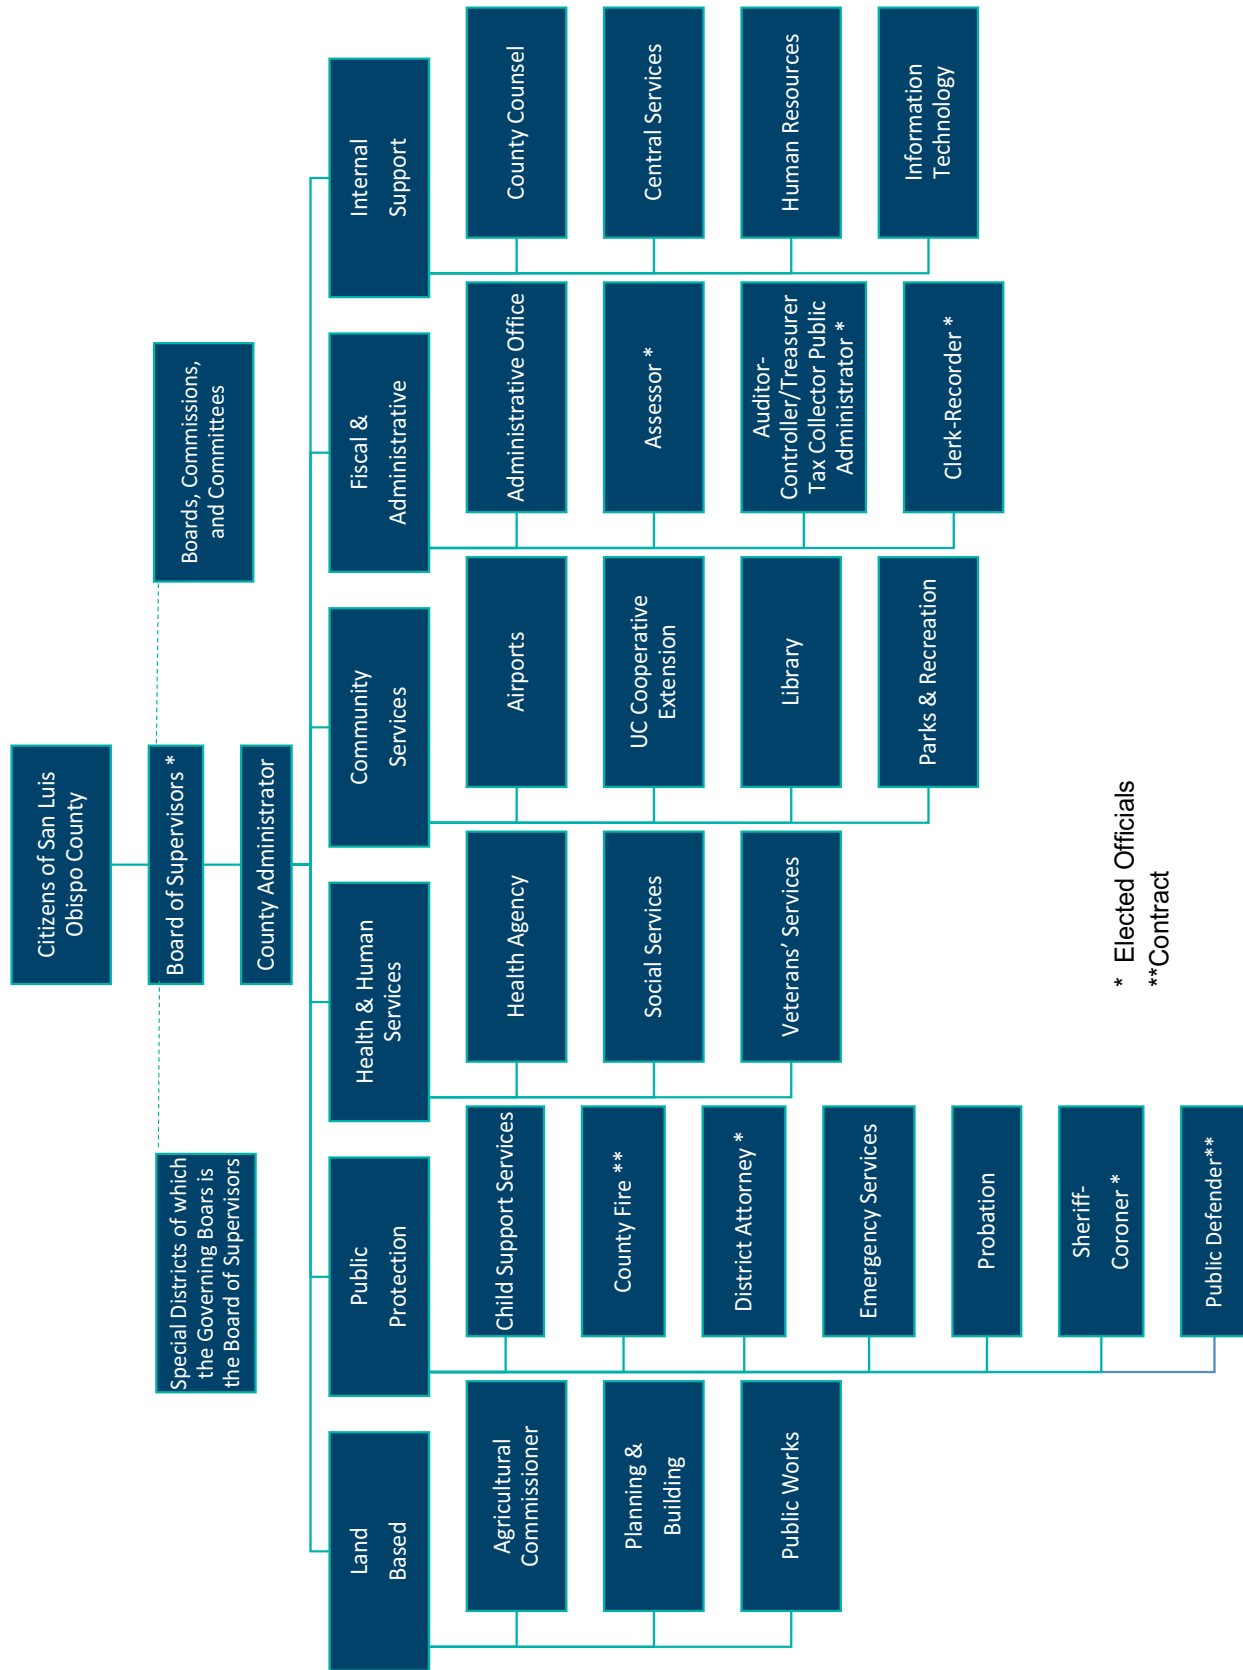 Citizens of San Luis
Obispo County
Board of Supervisors *
County Administrator
Special Districts of which
the Governing Boars is
the Board of Supervisors
Boards, Commissions,
and Committees
Land
Based
Agricultural
Commissioner
Planning &
Building
Public Works
Public
Protection
Child Support Services
County Fire **
District Attorney *
Emergency Services
Probation
Sheriff-
Coroner *
Public Defender**
Health & Human
Services
Health Agency
Social Services
Veterans’ Services
Community
Services
Airports
UC Cooperative
Extension
Library
Parks & Recreation
Fiscal &
Administrative
Administrative Office
Assessor *
Auditor-
Controller/Treasurer
Tax Collector Public
Administrator *
Clerk-Recorder *
Internal
Support
County Counsel
Central Services
Human Resources
Information
Technology
* Elected Officials
**Contract